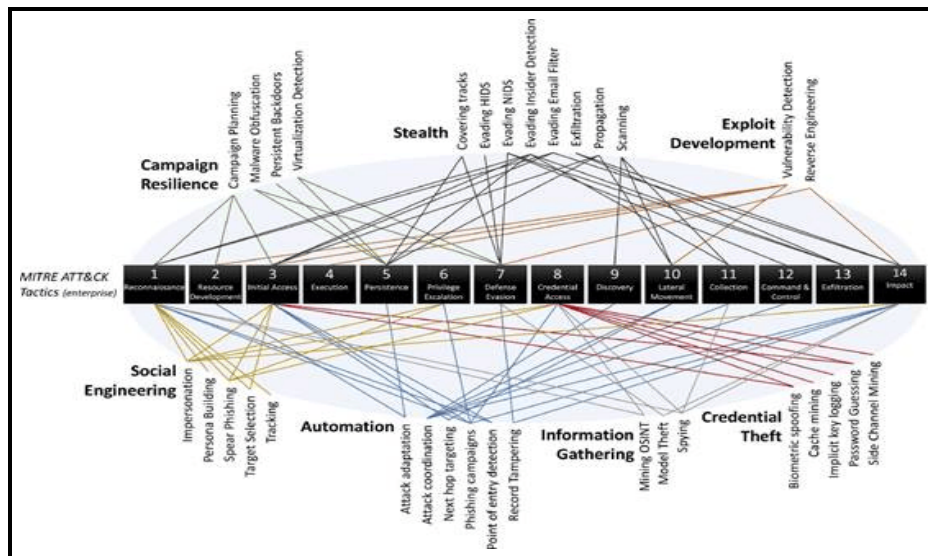 Campaign
Resilience
Campaign Planning
Malware Obfuscation
Persistent Backdoors
Virtualization Detection
Stealth
Covering tracks
Evading HIDS
Evading NIDS
Evading Insider Detection
Evading Email Filter
Exfiltration
Propagation
Scanning
Exploit
Development
Vulnerability Detection
Reverse Engineering
MITRE ATT&CK
Tactics (enterprise)
1
Reconnaissance
2
Resource
Development
3
Initial Access
4
Execution
5
Persistence
6
Privilege
Escalation
7
Defense
Evasion
8
Credential
Access
9
Discovery
10
Lateral
Movement
11
Collection
12
Command &
Control
13
Exfiltration
14
Impact
Social
Engineering
Impersonation
Persona Building
Spear Phishing
Target Selection
Tracking
Automation
Attack adaptation
Attack coordination
Next hop targeting
Phishing campaigns
Point of entry detection
Record Tampering
Information
Gathering
Mining OSINT
Model Theft
Spying
Credential
Theft
Biometric spoofing
Cache mining
Implicit key logging
Password Guessing
Side Channel Mining